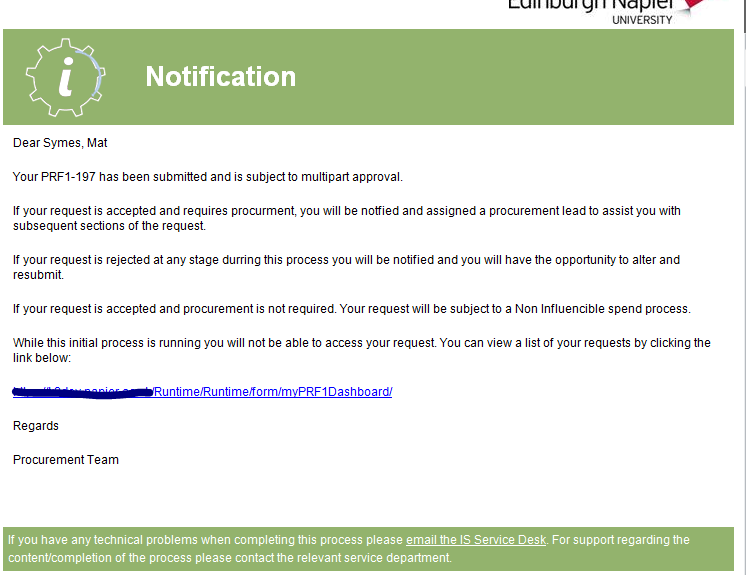 Edinburgh Napier
UNIVERSITY
i
Notification
Dear Symes, Mat
Your PRF1-197 has been submitted and is subject to multipart approval.
If your request is accepted and requires procurment, you will be notfied and assigned a procurement lead to assist you with
subsequent sections of the request.
If your request is rejected at any stage durring this process you will be notified and you will have the opportunity to alter and
resubmit.
If your request is accepted and procurement is not required. Your request will be subject to a Non Influencible spend process.
While this initial process is running you will not be able to access your request. You can view a list of your requests by clicking the
link below:
/Runtime/Runtime/form/myPRF1Dashboard/
Regards
Procurement Team
If you have any technical problems when completing this process please email the IS Service Desk. For support regarding the
content/completion of the process please contact the relevant service department.